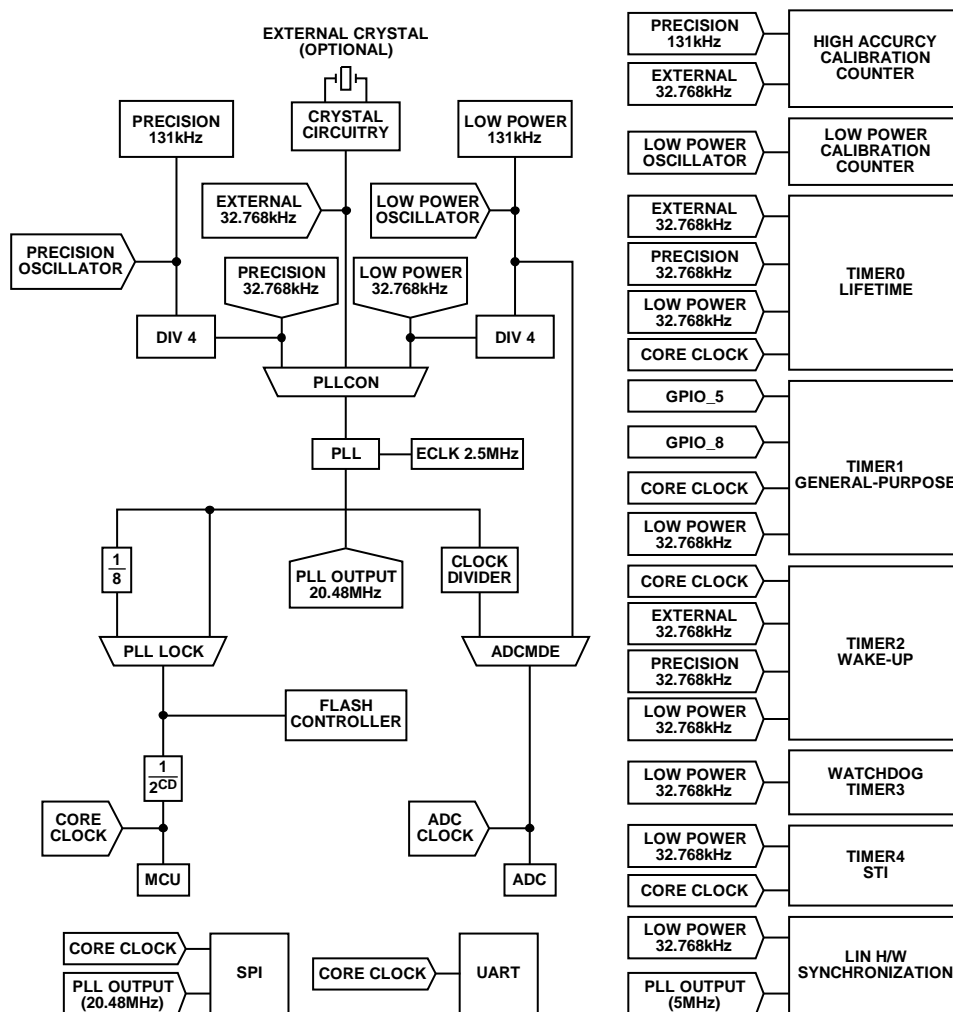 EXTERNAL CRYSTAL
(OPTIONAL)
PRECISION
131kHz
CRYSTAL
CIRCUITRY
LOW POWER
131kHz
EXTERNAL
32.768kHz
LOW POWER
OSCILLATOR
PRECISION
OSCILLATOR
PRECISION
32.768kHz
LOW POWER
32.768kHz
DIV 4
DIV 4
PLLCON
PLL
ECLK 2.5MHz
1
8
PLL OUTPUT
20.48MHz
CLOCK
DIVIDER
PLL LOCK
ADCMDE
FLASH
CONTROLLER
1
2CD
CORE
CLOCK
ADC
CLOCK
MCU
ADC
CORE CLOCK
PLL OUTPUT
(20.48MHz)
SPI
CORE CLOCK
UART
PRECISION
131kHz
EXTERNAL
32.768kHz
HIGH ACCURCY
CALIBRATION
COUNTER
LOW POWER
OSCILLATOR
LOW POWER
CALIBRATION
COUNTER
EXTERNAL
32.768kHz
PRECISION
32.768kHz
LOW POWER
32.768kHz
CORE CLOCK
TIMER0
LIFETIME
GPIO_5
GPIO_8
CORE CLOCK
LOW POWER
32.768kHz
TIMER1
GENERAL-PURPOSE
CORE CLOCK
EXTERNAL
32.768kHz
PRECISION
32.768kHz
LOW POWER
32.768kHz
TIMER2
WAKE-UP
LOW POWER
32.768kHz
WATCHDOG
TIMER3
LOW POWER
32.768kHz
CORE CLOCK
TIMER4
STI
LOW POWER
32.768kHz
PLL OUTPUT
(5MHz)
LIN H/W
SYNCHRONIZATION